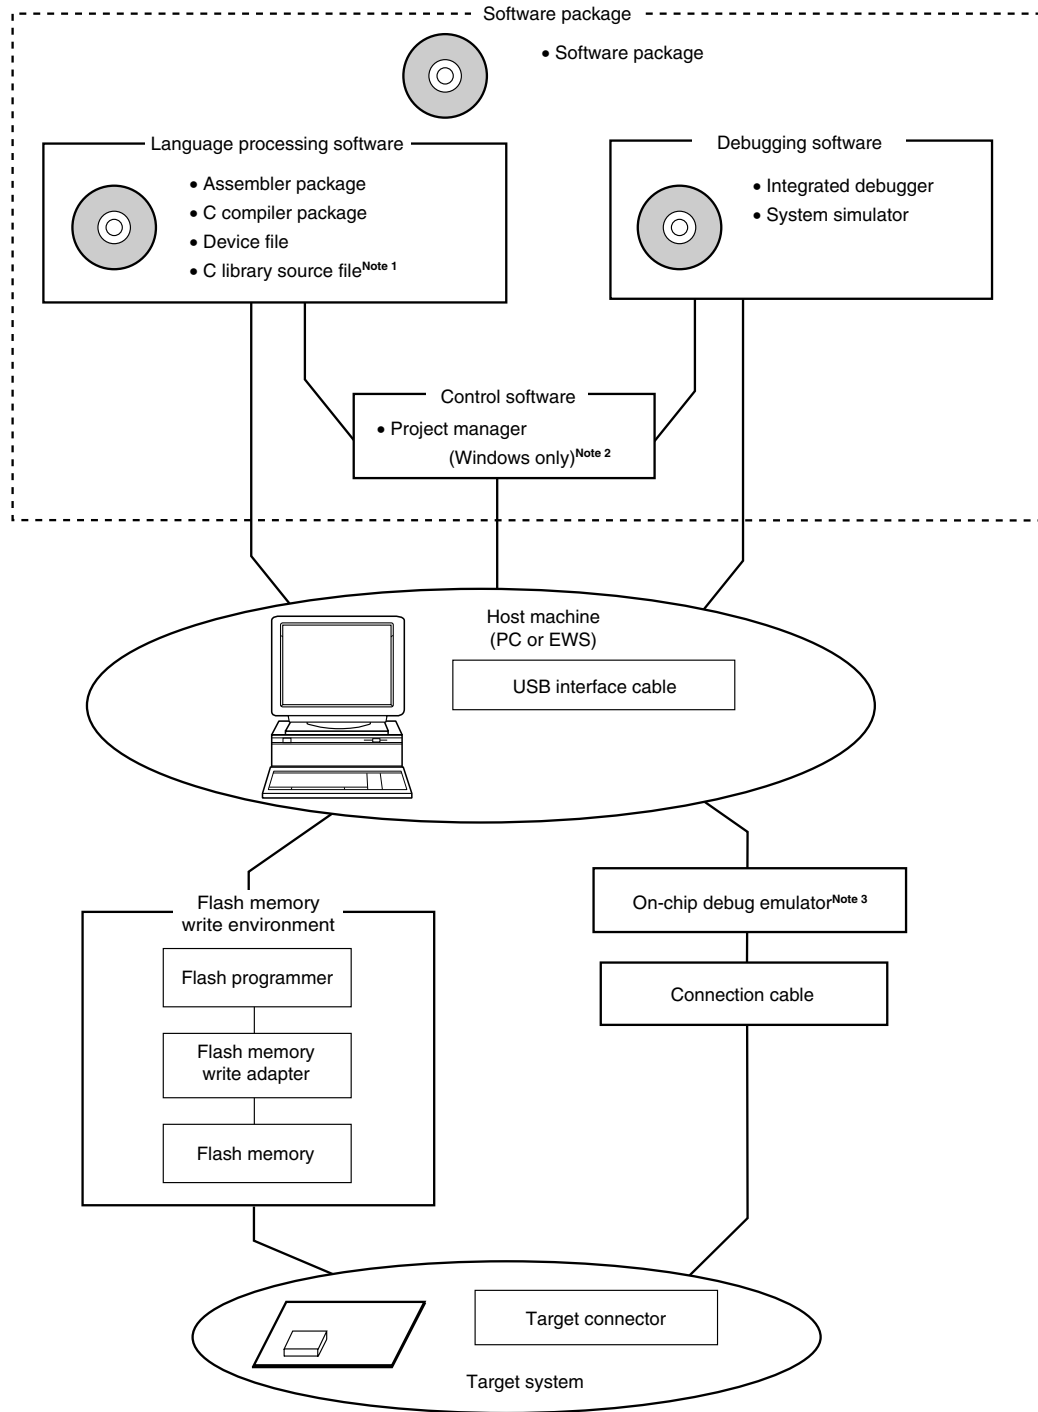 Software package
• Software package
Language processing software
• Assembler package
• C compiler package
• Device file
• C library source fileNote 1
Debugging software
• Integrated debugger
• System simulator
Control software
• Project manager
(Windows only)Note 2
Host machine
(PC or EWS)
USB interface cable
Flash memory
write environment
Flash programmer
Flash memory
write adapter
Flash memory
On-chip debug emulatorNote 3
Connection cable
Target connector
Target system